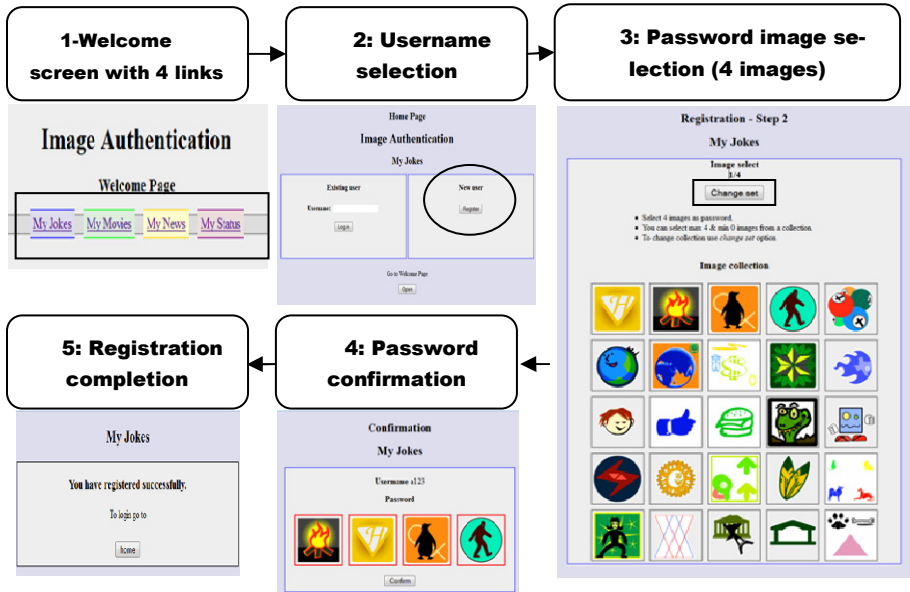 1-Welcome
screen with 4 links
2: Username
selection
3: Password image se-
lection (4 images)
Image Authentication
Welcome Page
My Jokes My Movies My News My Status
Home Page
Image Authentication
My Jokes
Existing user
Username:
Login
New user
Register
Go to Welcome Page
Open
Registration - Step 2
My Jokes
Image select
1/4
Change set
Select 4 images as password.
You can select max 4 & min 0 images from a collection.
To change collection use change set option.
Image collection
4: Password
confirmation
Confirmation
My Jokes
Username a123
Password
Confirm
5: Registration
completion
My Jokes
You have registered successfully.
To login go to
home